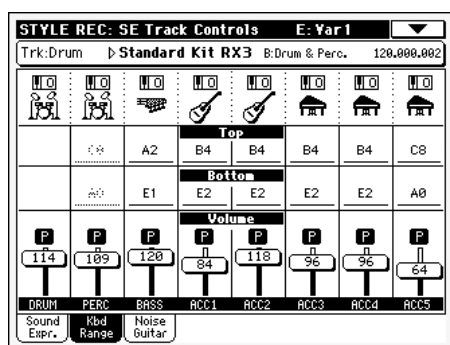 STYLE REC: SE Track Controls E: Var1
Trk:Drum Standard Kit RX3 B:Drum & Perc. 120.000.002
Top
C8 A2 B4 B4 B4 B4 C8
Bottom
A0 E1 E2 E2 E2 E2 A0
Volume
P P P P P P P P
114 109 120 84 118 96 96 64
DRUM PERC BASS ACC1 ACC2 ACC3 ACC4 ACC5
Sound Expr. Kbd Range Noise Guitar